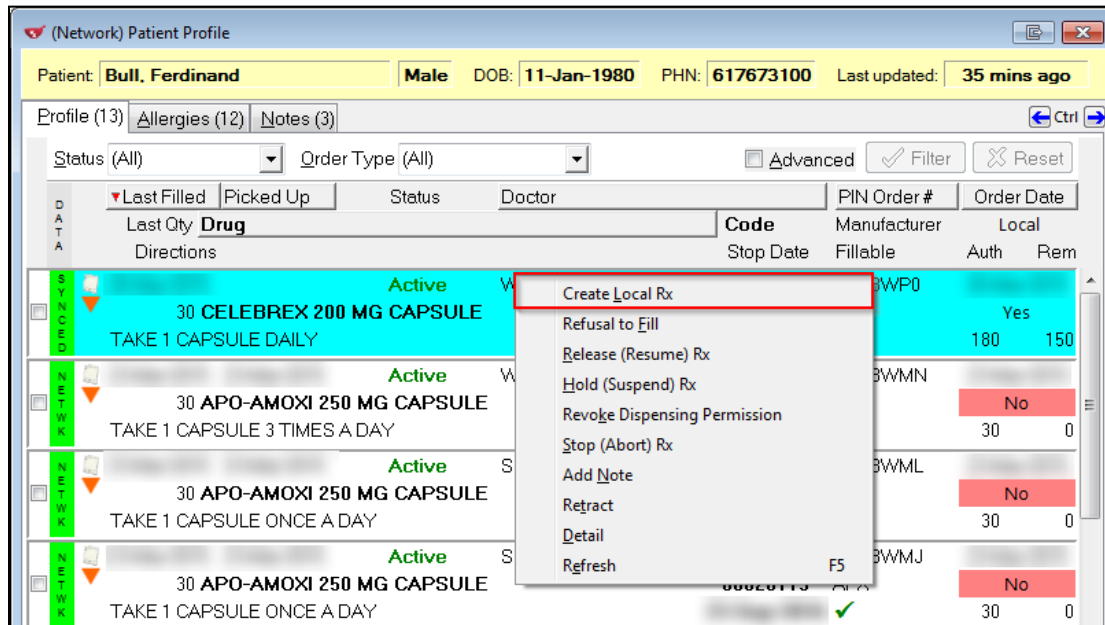 (Network) Patient Profile
Patient: Bull, Ferdinand Male DOB: 11-Jan-1980 PHN: 617673100 Last updated: 35 mins ago
Profile (13) Allergies (12) Notes (3) Ctrl
Status (All) Order Type (All) Advanced Filter Reset
DATA
Last Filled Picked Up Status Doctor PIN Order # Order Date
Last Qty Drug Code Manufacturer Local
Directions Stop Date Fillable Auth Rem
SYNCED
Active W 8WP0
30 CELEBREX 200 MG CAPSULE Yes
TAKE 1 CAPSULE DAILY 180 150
NETWK
Active W 8WMN
30 APO-AMOXI 250 MG CAPSULE No
TAKE 1 CAPSULE 3 TIMES A DAY 30 0
NETWK
Active S 8WML
30 APO-AMOXI 250 MG CAPSULE No
TAKE 1 CAPSULE ONCE A DAY 30 0
NETWK
Active S 8WMJ
30 APO-AMOXI 250 MG CAPSULE No
TAKE 1 CAPSULE ONCE A DAY 30 0
Create Local Rx
Refusal to Fill
Release (Resume) Rx
Hold (Suspend) Rx
Revoke Dispensing Permission
Stop (Abort) Rx
Add Note
Retract
Detail
Refresh F5